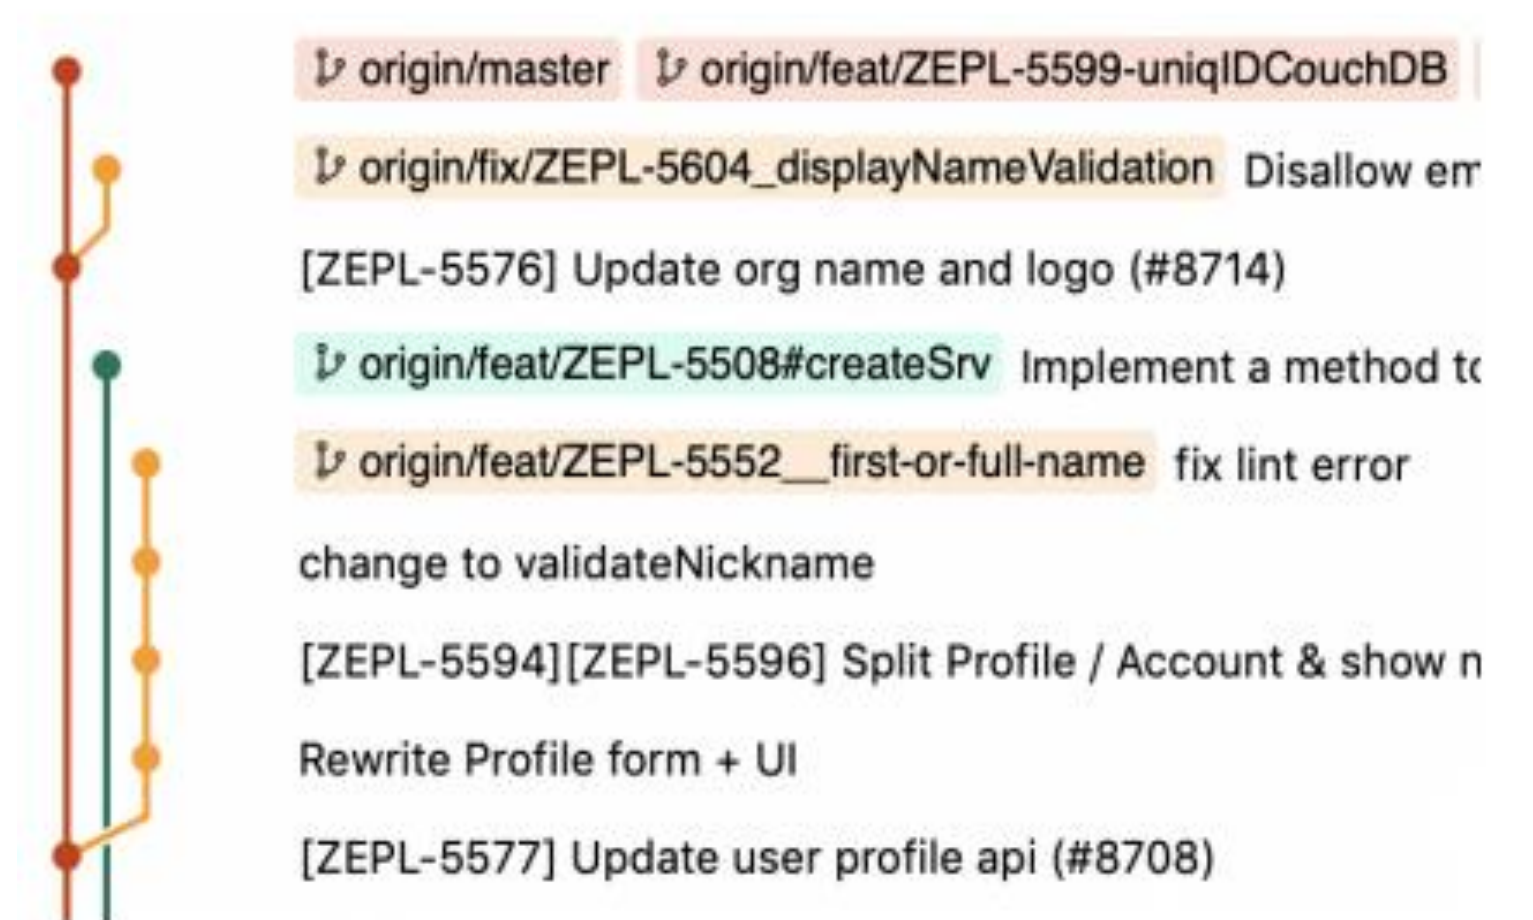 origin/master origin/feat/ZEPL-5599-uniqIDCouchDB
origin/fix/ZEPL-5604_displayNameValidation Disallow em
[ZEPL-5576] Update org name and logo (#8714)
origin/feat/ZEPL-5508#createSrv Implement a method to
origin/feat/ZEPL-5552__first-or-full-name fix lint error
change to validateNickname
[ZEPL-5594][ZEPL-5596] Split Profile / Account & show n
Rewrite Profile form + UI
[ZEPL-5577] Update user profile api (#8708)